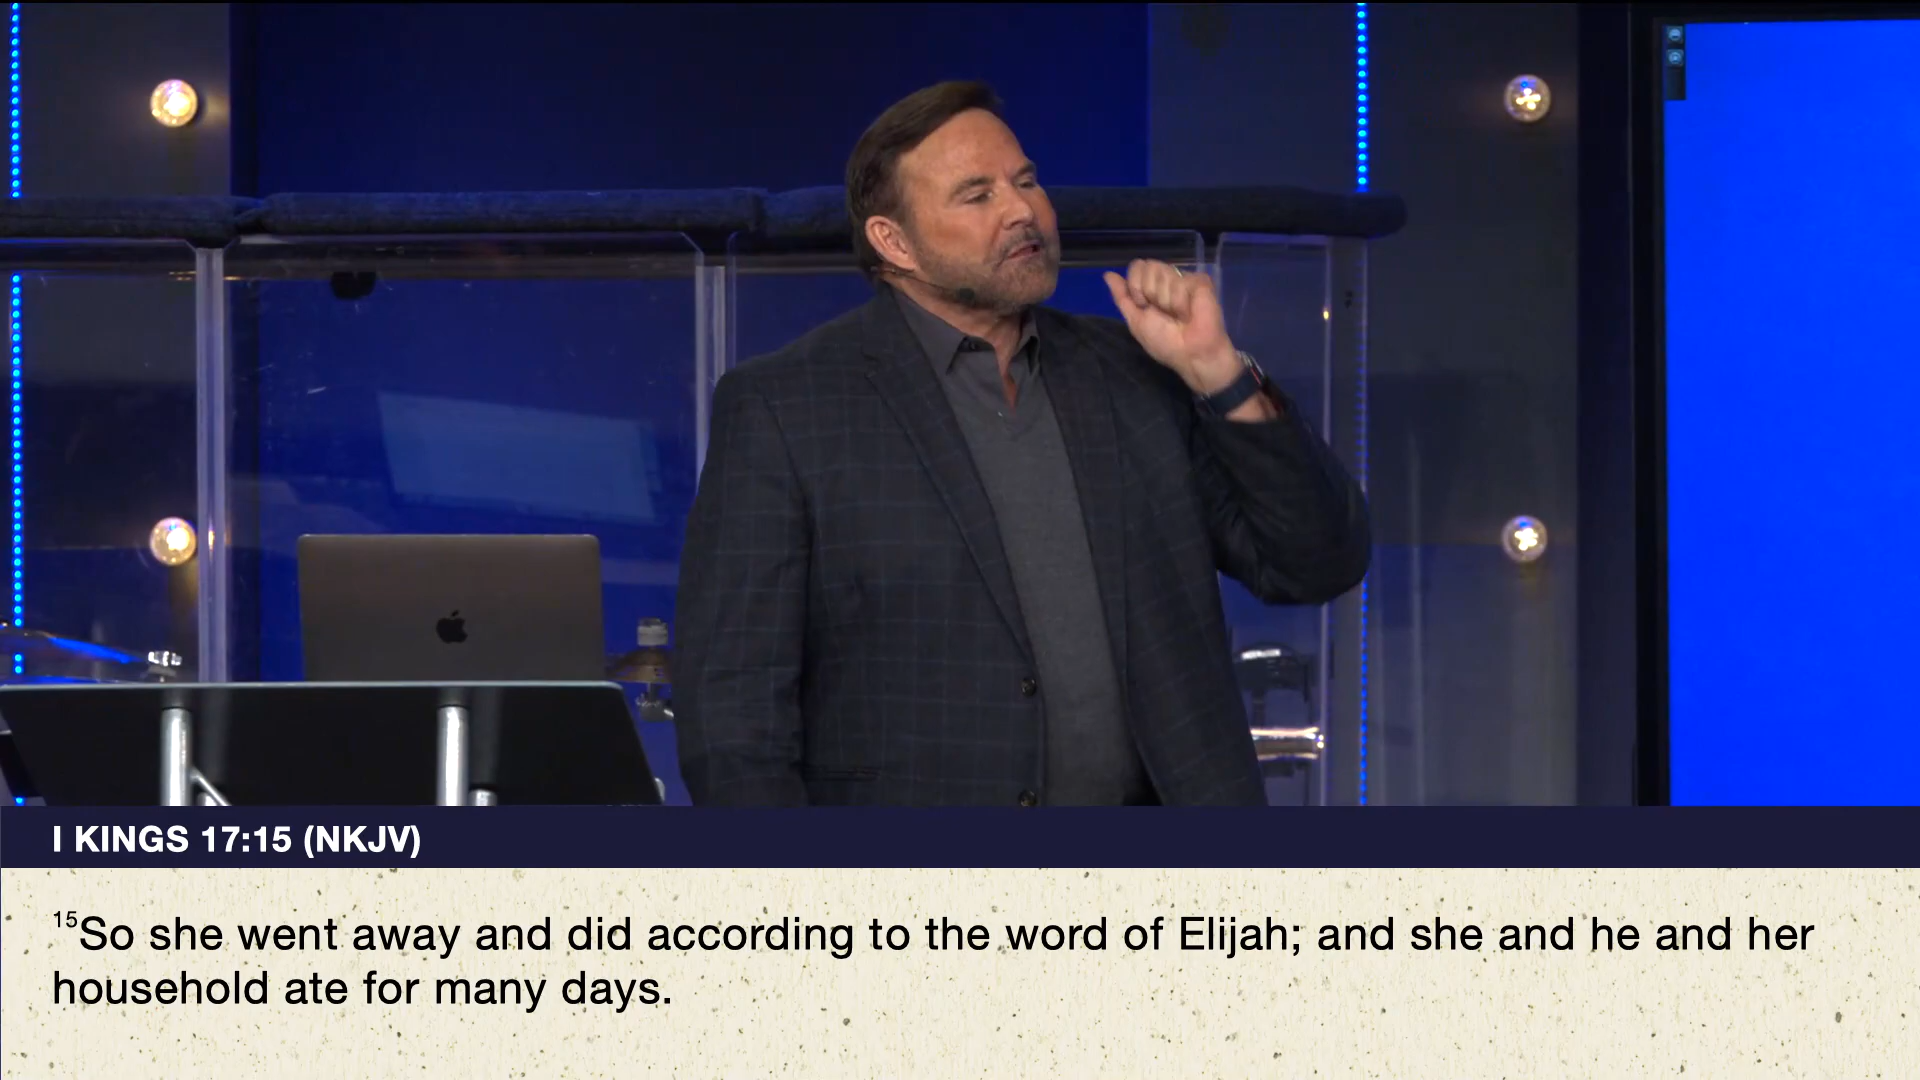 I KINGS 17:15 (NKJV)
15So she went away and did according to the word of Elijah; and she and he and her
household ate for many days.